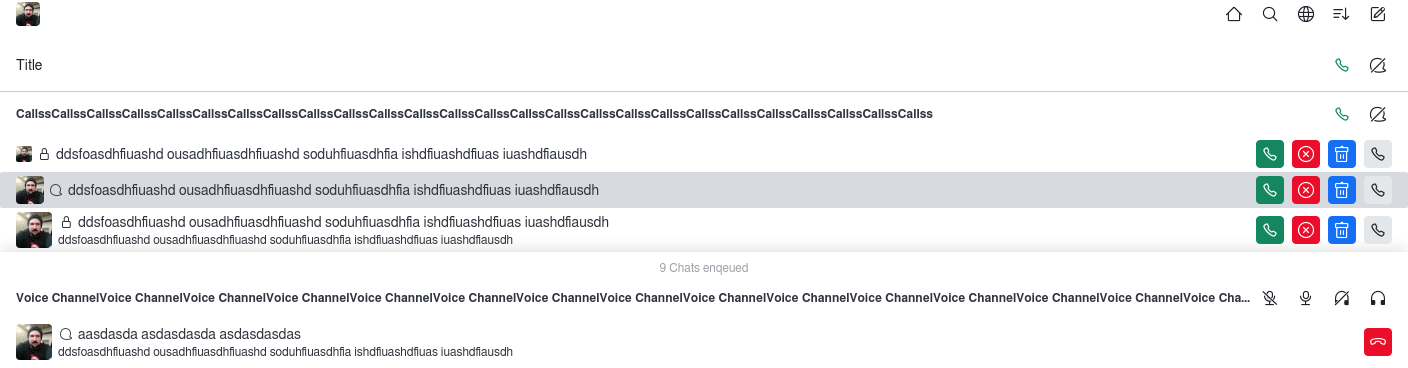 Title
CallssCallssCallssCallssCallssCallssCallssCallssCallssCallssCallssCallssCallssCallssCallssCallssCallssCallssCallssCallssCallssCallssCallssCallssCallssCallss
ddsfoasdhfiuashd ousadhfiuasdhfiuashd soduhfiuasdhfia ishdfiuashdfiuas iuashdfiausdh
ddsfoasdhfiuashd ousadhfiuasdhfiuashd soduhfiuasdhfia ishdfiuashdfiuas iuashdfiausdh
ddsfoasdhfiuashd ousadhfiuasdhfiuashd soduhfiuasdhfia ishdfiuashdfiuas iuashdfiausdh
ddsfoasdhfiuashd ousadhfiuasdhfiuashd soduhfiuasdhfia ishdfiuashdfiuas iuashdfiausdh
9 Chats enqeued
Voice ChannelVoice ChannelVoice ChannelVoice ChannelVoice ChannelVoice ChannelVoice ChannelVoice ChannelVoice ChannelVoice ChannelVoice ChannelVoice ChannelVoice ChannelVoice ChannelVoice Cha...
aasdasda asdasdasda asdasdasdas
ddsfoasdhfiuashd ousadhfiuasdhfiuashd soduhfiuasdhfia ishdfiuashdfiuas iuashdfiausdh